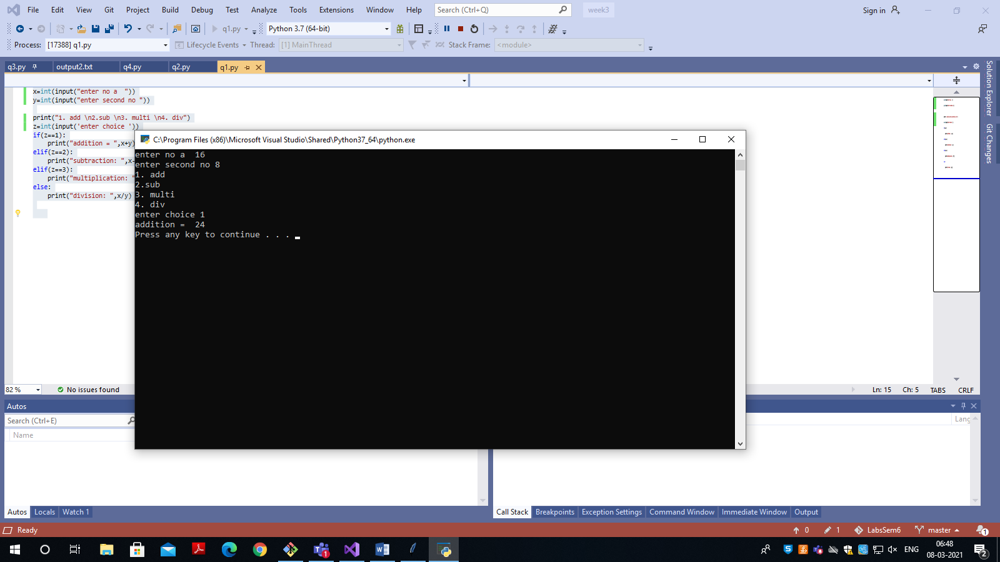 File Edit View Git Project Build Debug Test Analyze Tools Extensions Window Help Search (Ctrl+Q) week3 Sign in
q1.py Python 3.7 (64-bit)
Process: [17388] q1.py Lifecycle Events Thread: [1] MainThread Stack Frame: <module>
q3.py output2.txt q4.py q2.py q1.py
x=int(input("enter no a  "))
y=int(input("enter second no "))
print("1. add \n2.sub \n3. multi \n4. div")
z=int(input('enter choice '))
if(z==1):
print("addition = ",x+y)
elif(z==2):
print("subtraction: ",x-
elif(z==3):
print("multiplication: "
else:
print("division: ",x/y)
C:\Program Files (x86)\Microsoft Visual Studio\Shared\Python37_64\python.exe
enter no a  16
enter second no 8
1. add
2.sub
3. multi
4. div
enter choice 1
addition =  24
Press any key to continue . . .
Solution Explorer
Git Changes
82 % No issues found Ln: 15 Ch: 5 TABS CRLF
Autos
Search (Ctrl+E)
Name
Lang
Autos Locals Watch 1
Call Stack Breakpoints Exception Settings Command Window Immediate Window Output
Ready 0 1 LabsSem6 master 1
1 ENG 06:48
08-03-2021 2